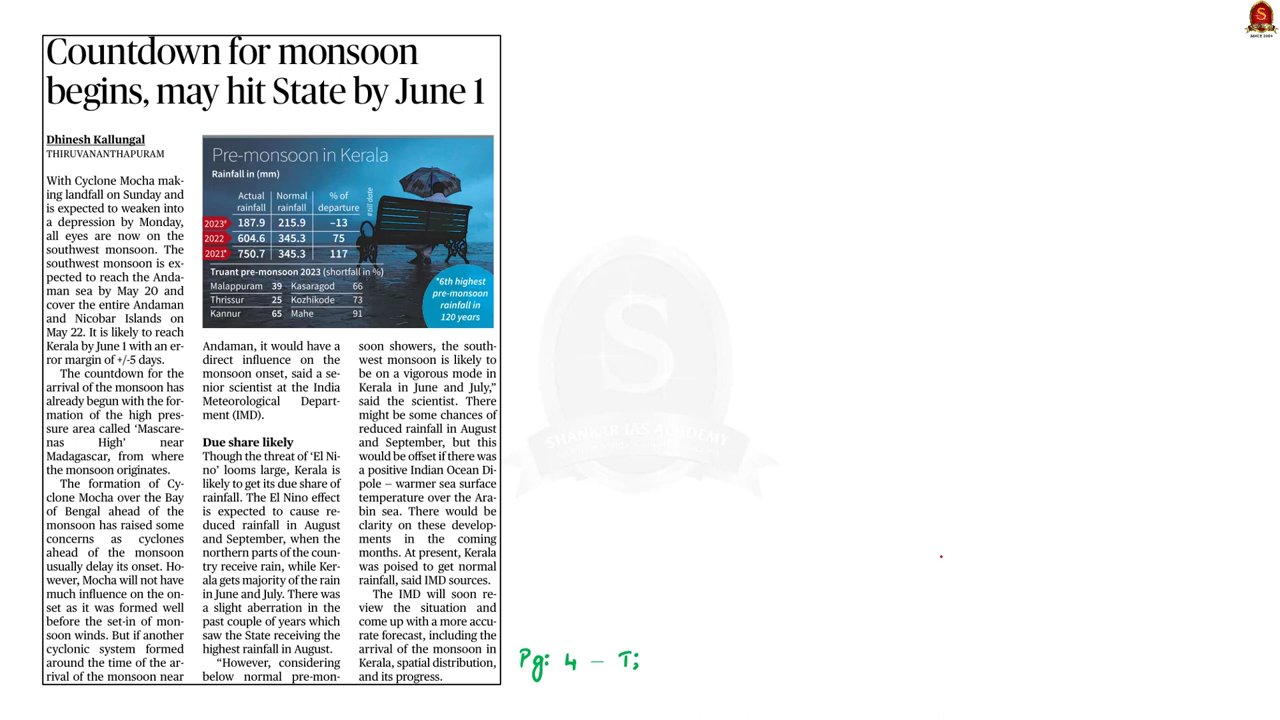 Countdown for monsoon
begins, may hit State by June 1
Dhinesh Kallungal
THIRUVANANTHAPURAM
With Cyclone Mocha mak-
ing landfall on Sunday and
is expected to weaken into
a depression by Monday,
all eyes are now on the
southwest monsoon. The
southwest monsoon is ex-
pected to reach the Anda-
man sea by May 20 and
cover the entire Andaman
and Nicobar Islands on
May 22. It is likely to reach
Kerala by June 1 with an er-
ror margin of +/-5 days.
The countdown for the
arrival of the monsoon has
already begun with the for-
mation of the high pres-
sure area called ‘Mascare-
nas High’ near
Madagascar, from where
the monsoon originates.
The formation of Cy-
clone Mocha over the Bay
of Bengal ahead of the
monsoon has raised some
concerns as cyclones
ahead of the monsoon
usually delay its onset. Ho-
wever, Mocha will not have
much influence on the on-
set as it was formed well
before the set-in of mon-
soon winds. But if another
cyclonic system formed
around the time of the ar-
rival of the monsoon near
Pre-monsoon in Kerala
Rainfall in (mm)
Actual rainfall Normal rainfall % of departure
#till date
2023# 187.9 215.9 –13
2022 604.6 345.3 75
2021* 750.7 345.3 117
Truant pre-monsoon 2023 (shortfall in %)
Malappuram 39 Kasaragod 66
Thrissur 25 Kozhikode 73
Kannur 65 Mahe 91
*6th highest
pre-monsoon
rainfall in
120 years
Andaman, it would have a
direct influence on the
monsoon onset, said a se-
nior scientist at the India
Meteorological Depart-
ment (IMD).
Due share likely
Though the threat of ‘El Ni-
no’ looms large, Kerala is
likely to get its due share of
rainfall. The El Nino effect
is expected to cause re-
duced rainfall in August
and September, when the
northern parts of the coun-
try receive rain, while Ker-
ala gets majority of the rain
in June and July. There was
a slight aberration in the
past couple of years which
saw the State receiving the
highest rainfall in August.
“However, considering
below normal pre-mon-
soon showers, the south-
west monsoon is likely to
be on a vigorous mode in
Kerala in June and July,”
said the scientist. There
might be some chances of
reduced rainfall in August
and September, but this
would be offset if there was
a positive Indian Ocean Di-
pole – warmer sea surface
temperature over the Ara-
bin sea. There would be
clarity on these develop-
ments in the coming
months. At present, Kerala
was poised to get normal
rainfall, said IMD sources.
The IMD will soon re-
view the situation and
come up with a more accu-
rate forecast, including the
arrival of the monsoon in
Kerala, spatial distribution,
and its progress.
Pg: 4 – T;
S
SHANKAR IAS ACADEMY
S
SINCE 2004